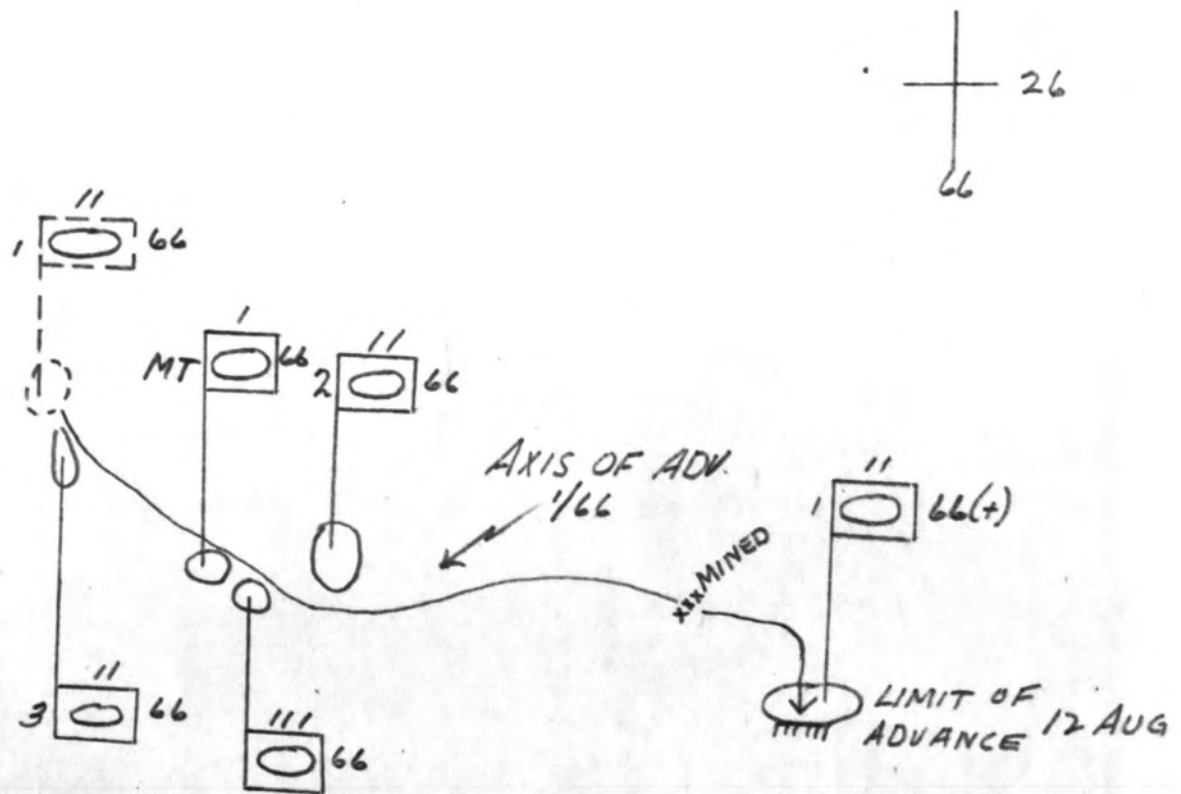 26
66
11
1 66
1
MT 66
11
2 66
AXIS OF ADV.
1/66
11
1 66(+)
xxx MINED
11
3 66
111
66
LIMIT OF
ADVANCE 12 AUG